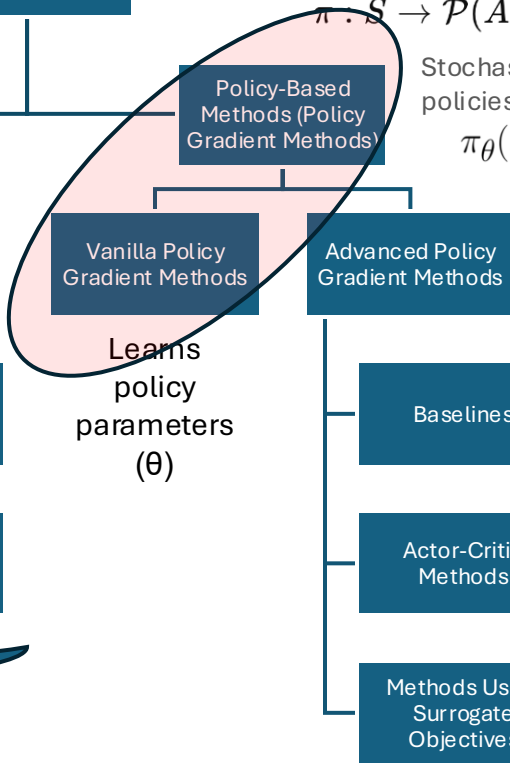 π : S → P(A
Stochas
policies
πθ(
Policy-Based
Methods (Policy
Gradient Methods)
Vanilla Policy
Gradient Methods
Advanced Policy
Gradient Methods
Learns
policy
parameters
(θ)
Baselines
Actor-Criti
Methods
Methods Us
Surrogate
Objectives